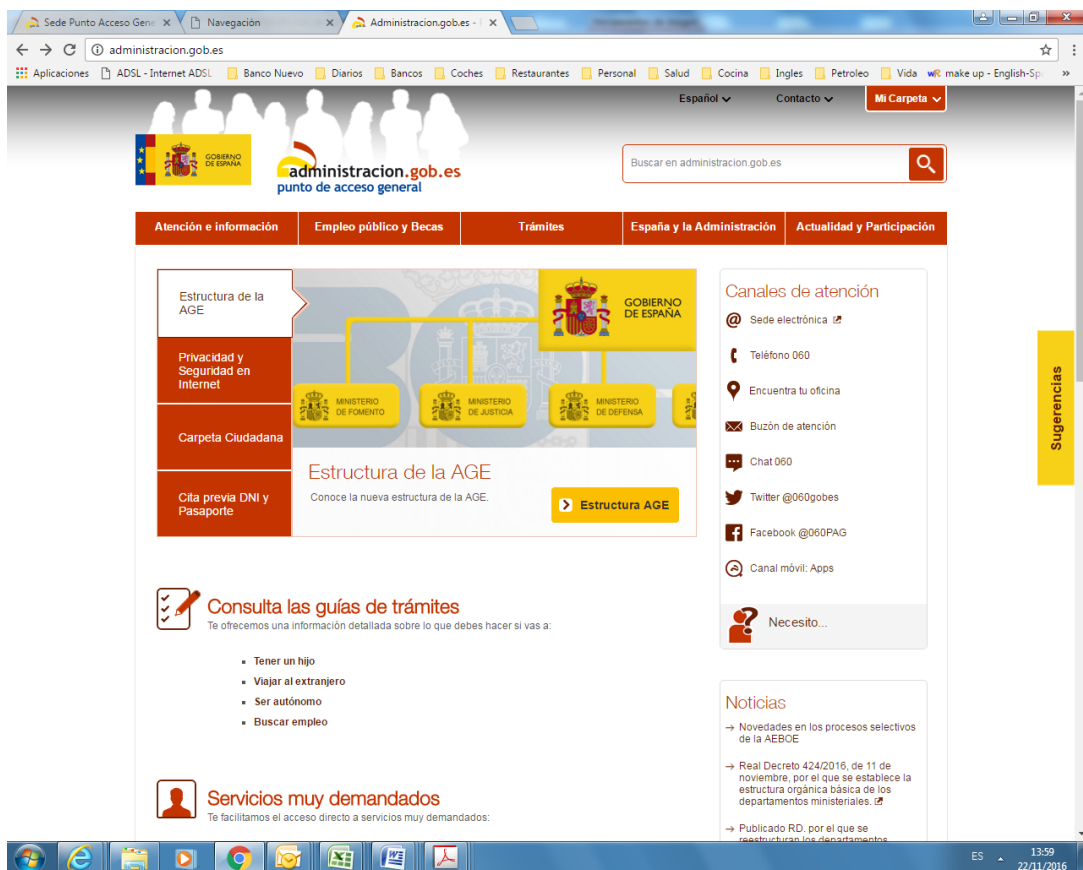 Sede Punto Acceso Gene
Navegación
Administracion.gob.es -
administracion.gob.es
Aplicaciones ADSL - Internet ADSL Banco Nuevo Diarios Bancos Coches Restaurantes Personal Salud Cocina Ingles Petroleo Vida wR make up - English-Sp »
Español Contacto Mi Carpeta
GOBIERNO
DE ESPAÑA
administracion.gob.es
punto de acceso general
Buscar en administracion.gob.es
Atención e información Empleo público y Becas Trámites España y la Administración Actualidad y Participación
Estructura de la
AGE
Privacidad y
Seguridad en
Internet
Carpeta Ciudadana
Cita previa DNI y
Pasaporte
GOBIERNO
DE ESPAÑA
MINISTERIO
DE FOMENTO
MINISTERIO
DE JUSTICIA
MINISTERIO
DE DEFENSA
Estructura de la AGE
Conoce la nueva estructura de la AGE.
Estructura AGE
Canales de atención
@ Sede electrónica
Teléfono 060
Encuentra tu oficina
Buzón de atención
Chat 060
Twitter @060gobes
Facebook @060PAG
Canal móvil: Apps
Necesito...
Sugerencias
Consulta las guías de trámites
Te ofrecemos una información detallada sobre lo que debes hacer si vas a:
Tener un hijo
Viajar al extranjero
Ser autónomo
Buscar empleo
Noticias
→ Novedades en los procesos selectivos
de la AEBOE
→ Real Decreto 424/2016, de 11 de
noviembre, por el que se establece la
estructura orgánica básica de los
departamentos ministeriales.
→ Publicado RD. por el que se
reestructuran los departamentos
Servicios muy demandados
Te facilitamos el acceso directo a servicios muy demandados:
ES 13:59
22/11/2016